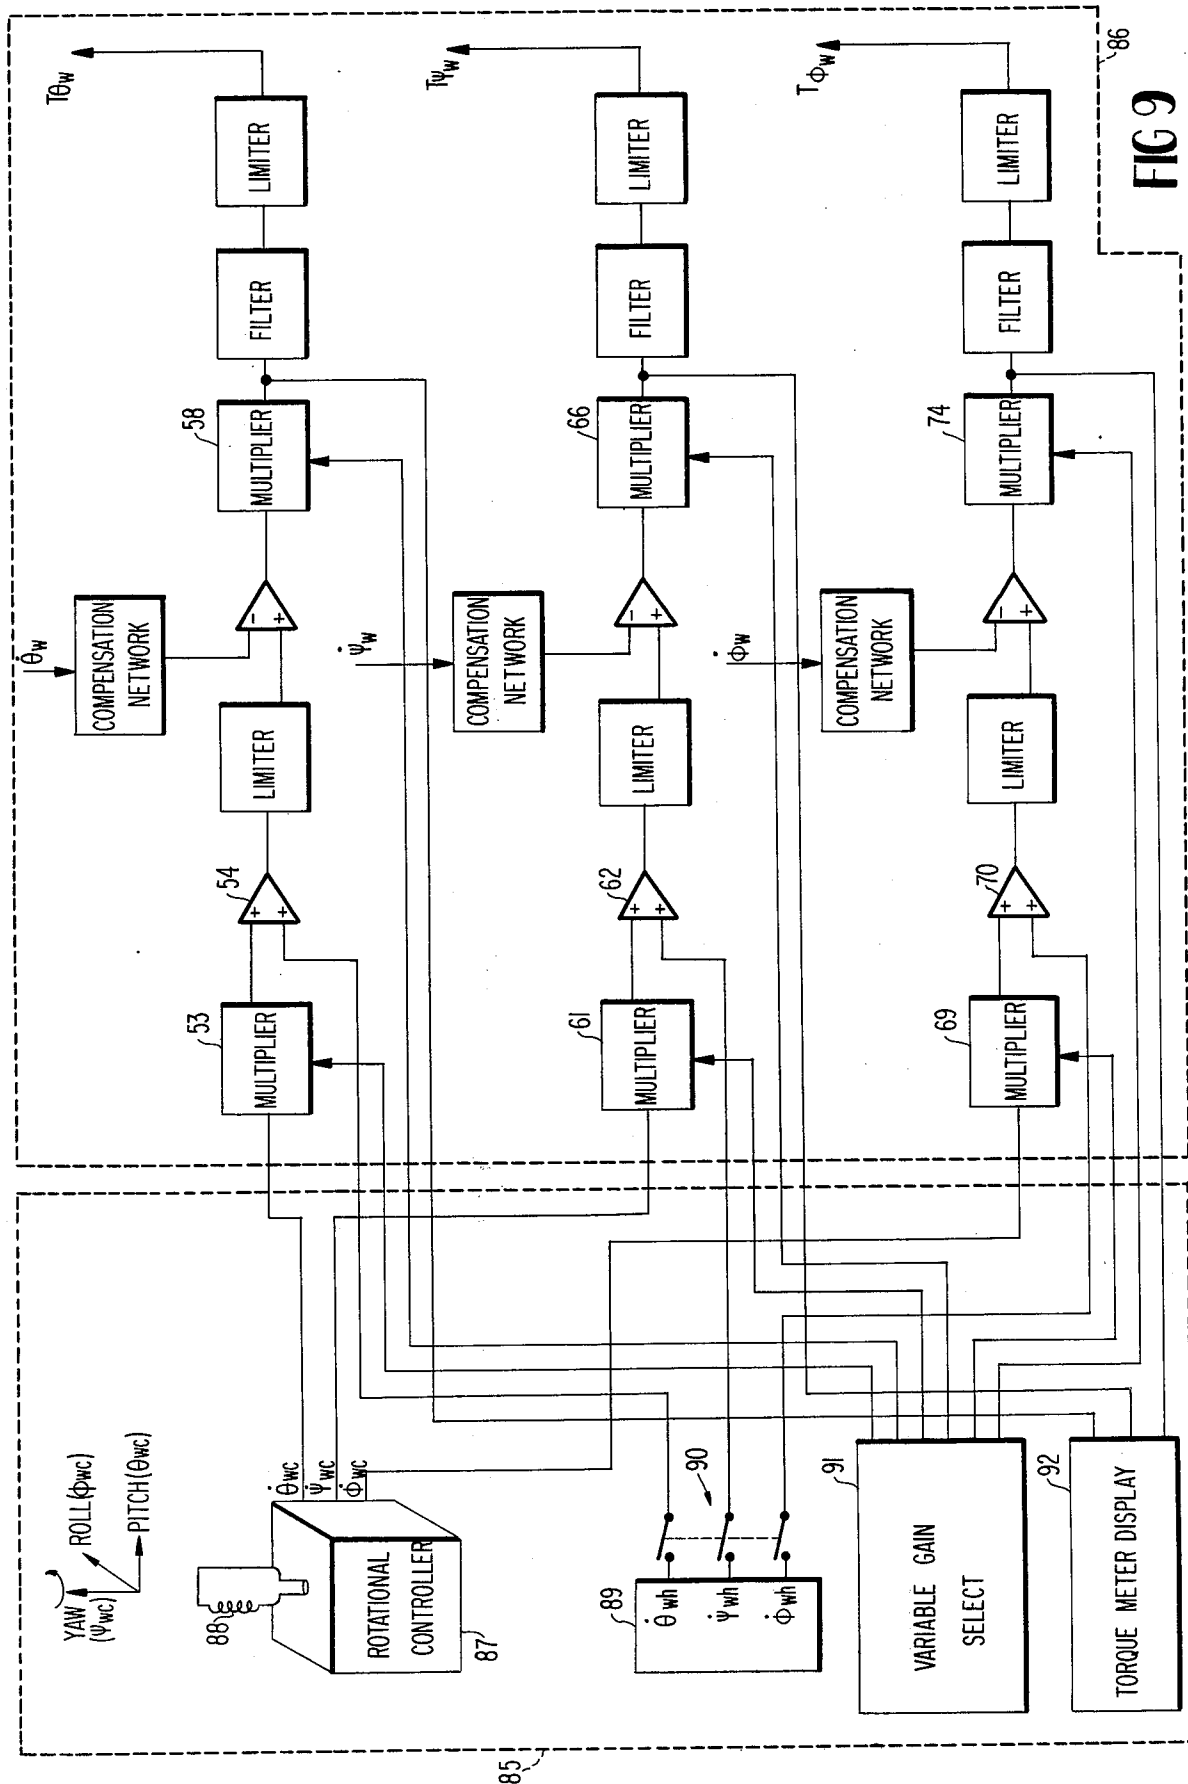 YAW
(Ψwc)
ROLL(ϕwc)
PITCH(θwc)
88
ROTATIONAL
CONTROLLER
87
θ̇wc
Ψ̇wc
ϕ̇wc
89
θ̇wh
Ψ̇wh
ϕ̇wh
90
VARIABLE GAIN
SELECT
91
TORQUE METER DISPLAY
92
85
MULTIPLIER
53
+
+
54
LIMITER
θ̇w
COMPENSATION
NETWORK
−
+
MULTIPLIER
58
FILTER
LIMITER
Tθw
MULTIPLIER
61
+
+
62
LIMITER
Ψ̇w
COMPENSATION
NETWORK
−
+
MULTIPLIER
66
FILTER
LIMITER
TΨw
MULTIPLIER
69
+
+
70
LIMITER
ϕ̇w
COMPENSATION
NETWORK
−
+
MULTIPLIER
74
FILTER
LIMITER
Tϕw
86
FIG 9